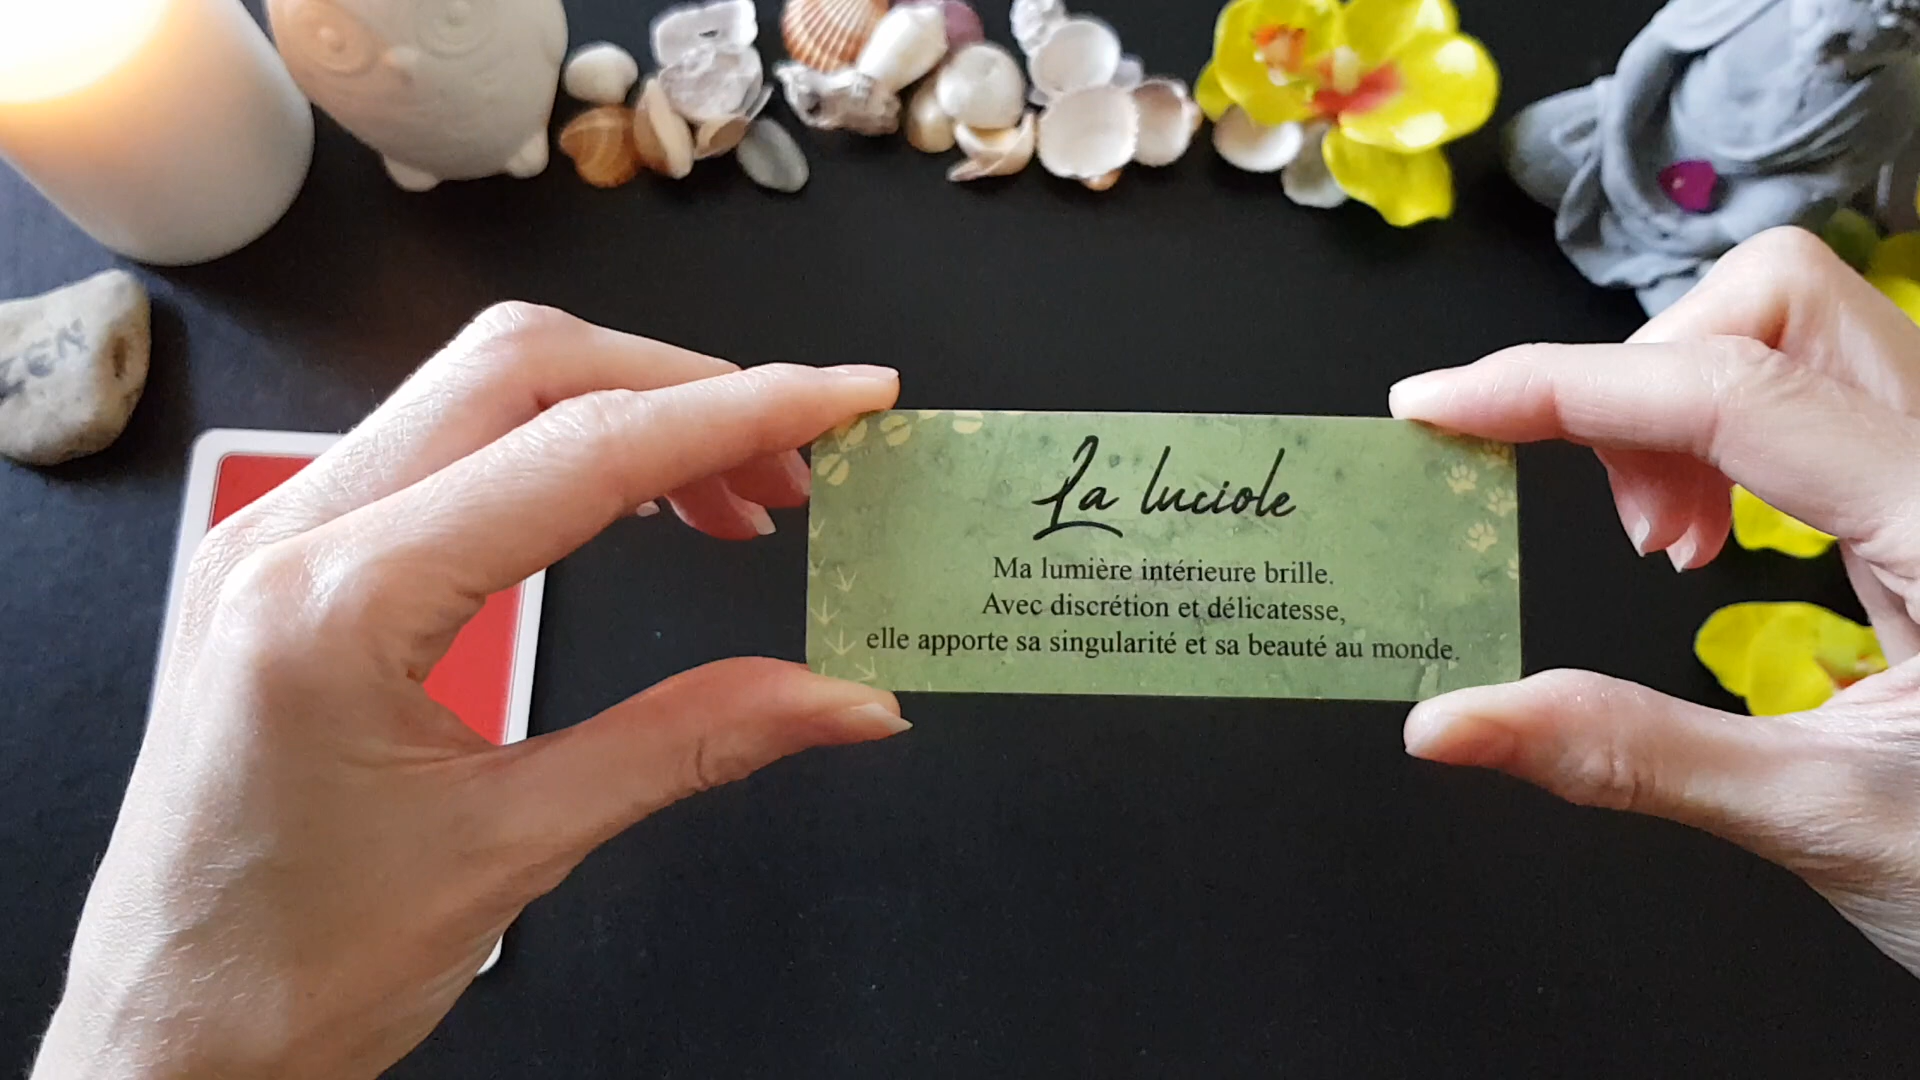 ZEN
La luciole
Ma lumière intérieure brille.
Avec discrétion et délicatesse,
elle apporte sa singularité et sa beauté au monde.